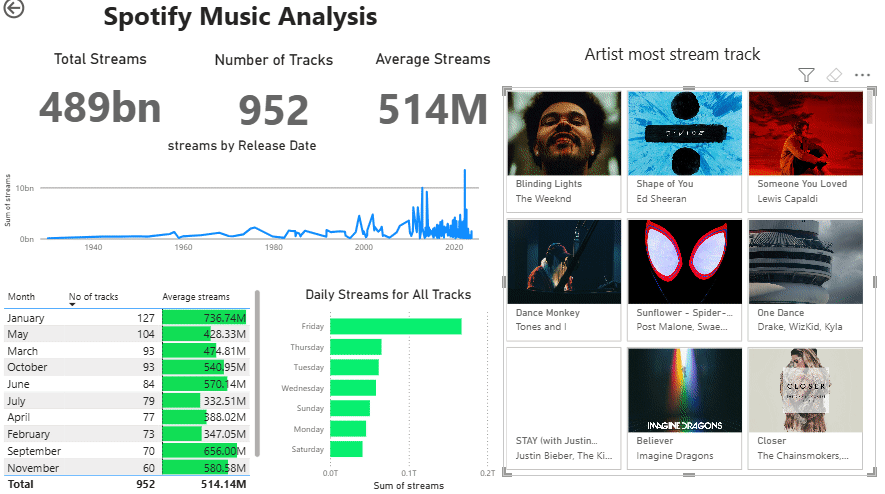 Spotify Music Analysis
Total Streams
Number of Tracks
Average Streams
489bn
952
514M
streams by Release Date
Sum of streams
10bn
0bn
1940
1960
1980
2000
2020
Month No of tracks Average streams
January 127 736.74M
May 104 428.33M
March 93 474.81M
October 93 540.95M
June 84 570.14M
July 79 332.51M
April 77 388.02M
February 73 347.05M
September 70 656.00M
November 60 580.58M
Total 952 514.14M
Daily Streams for All Tracks
Friday
Thursday
Tuesday
Wednesday
Sunday
Monday
Saturday
0.0T 0.1T 0.2T
Sum of streams
Artist most stream track
Blinding Lights
The Weeknd
Shape of You
Ed Sheeran
Someone You Loved
Lewis Capaldi
Dance Monkey
Tones and I
Sunflower - Spider-...
Post Malone, Swae...
One Dance
Drake, WizKid, Kyla
STAY (with Justin...
Justin Bieber, The Ki...
IMAGINE DRAGONS
Believer
Imagine Dragons
CLOSER
Closer
The Chainsmokers,...